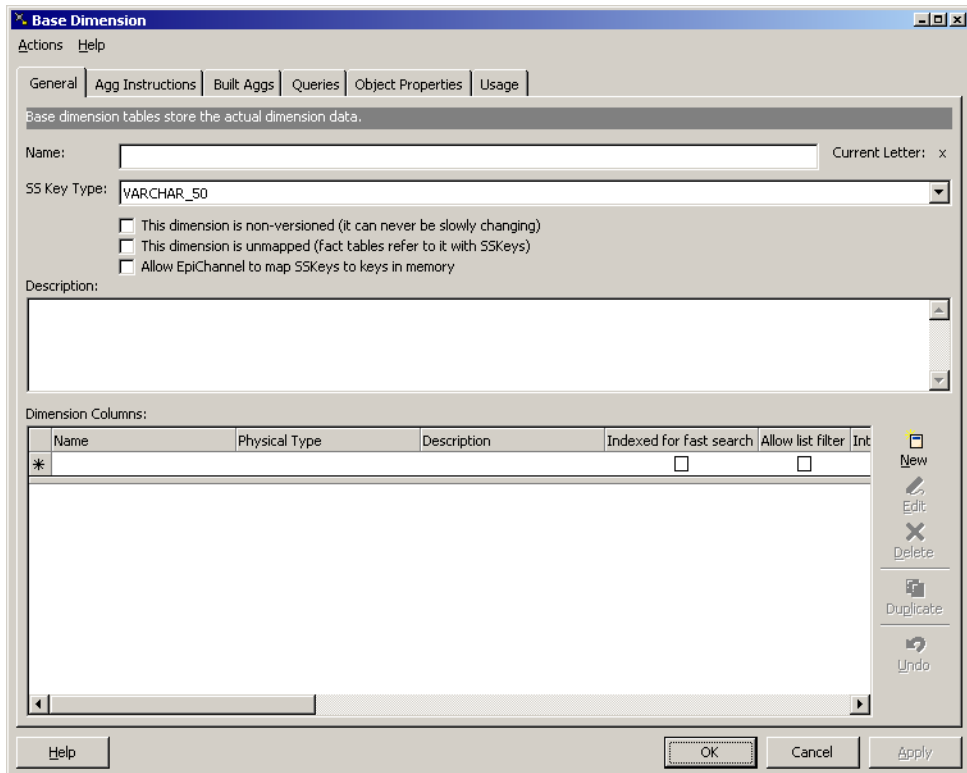 Base Dimension
Actions Help
General Agg Instructions Built Aggs Queries Object Properties Usage
Base dimension tables store the actual dimension data.
Name: Current Letter: x
SS Key Type: VARCHAR_50
This dimension is non-versioned (it can never be slowly changing)
This dimension is unmapped (fact tables refer to it with SSKeys)
Allow EpiChannel to map SSKeys to keys in memory
Description:
Dimension Columns:
Name Physical Type Description Indexed for fast search Allow list filter Int
New
Edit
Delete
Duplicate
Undo
Help OK Cancel Apply